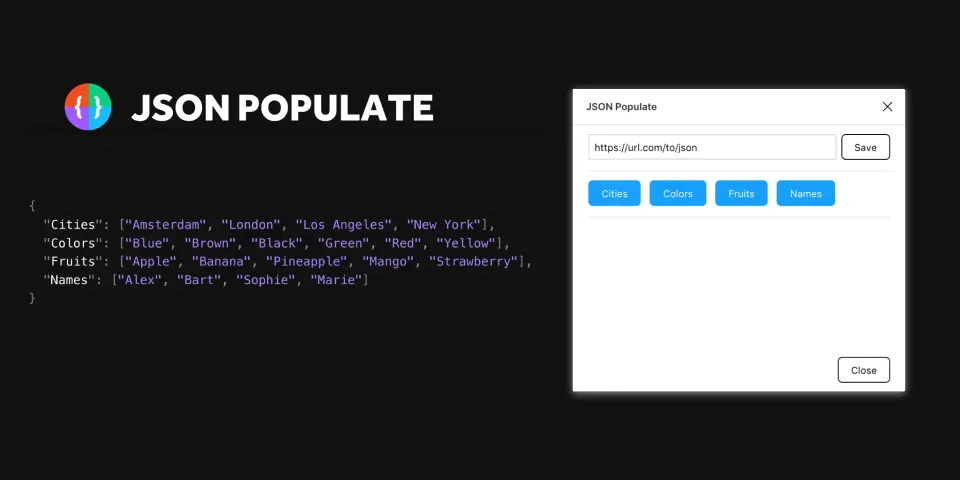 { } JSON POPULATE
{
"Cities": ["Amsterdam", "London", "Los Angeles", "New York"],
"Colors": ["Blue", "Brown", "Black", "Green", "Red", "Yellow"],
"Fruits": ["Apple", "Banana", "Pineapple", "Mango", "Strawberry"],
"Names": ["Alex", "Bart", "Sophie", "Marie"]
}
JSON Populate
https://url.com/to/json Save
Cities Colors Fruits Names
Close